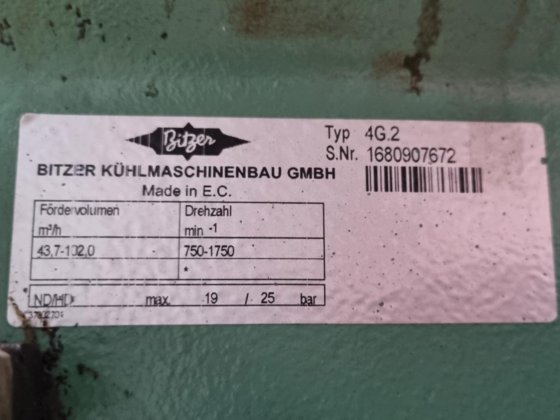 Bitzer
Typ 4G.2
S.Nr. 1680907672
BITZER KÜHLMASCHINENBAU GMBH
Made in E.C.
Fördervolumen Drehzahl
m³/h min -1
43,7-102,0 750-1750
*
ND/HD max. 19 / 25 bar